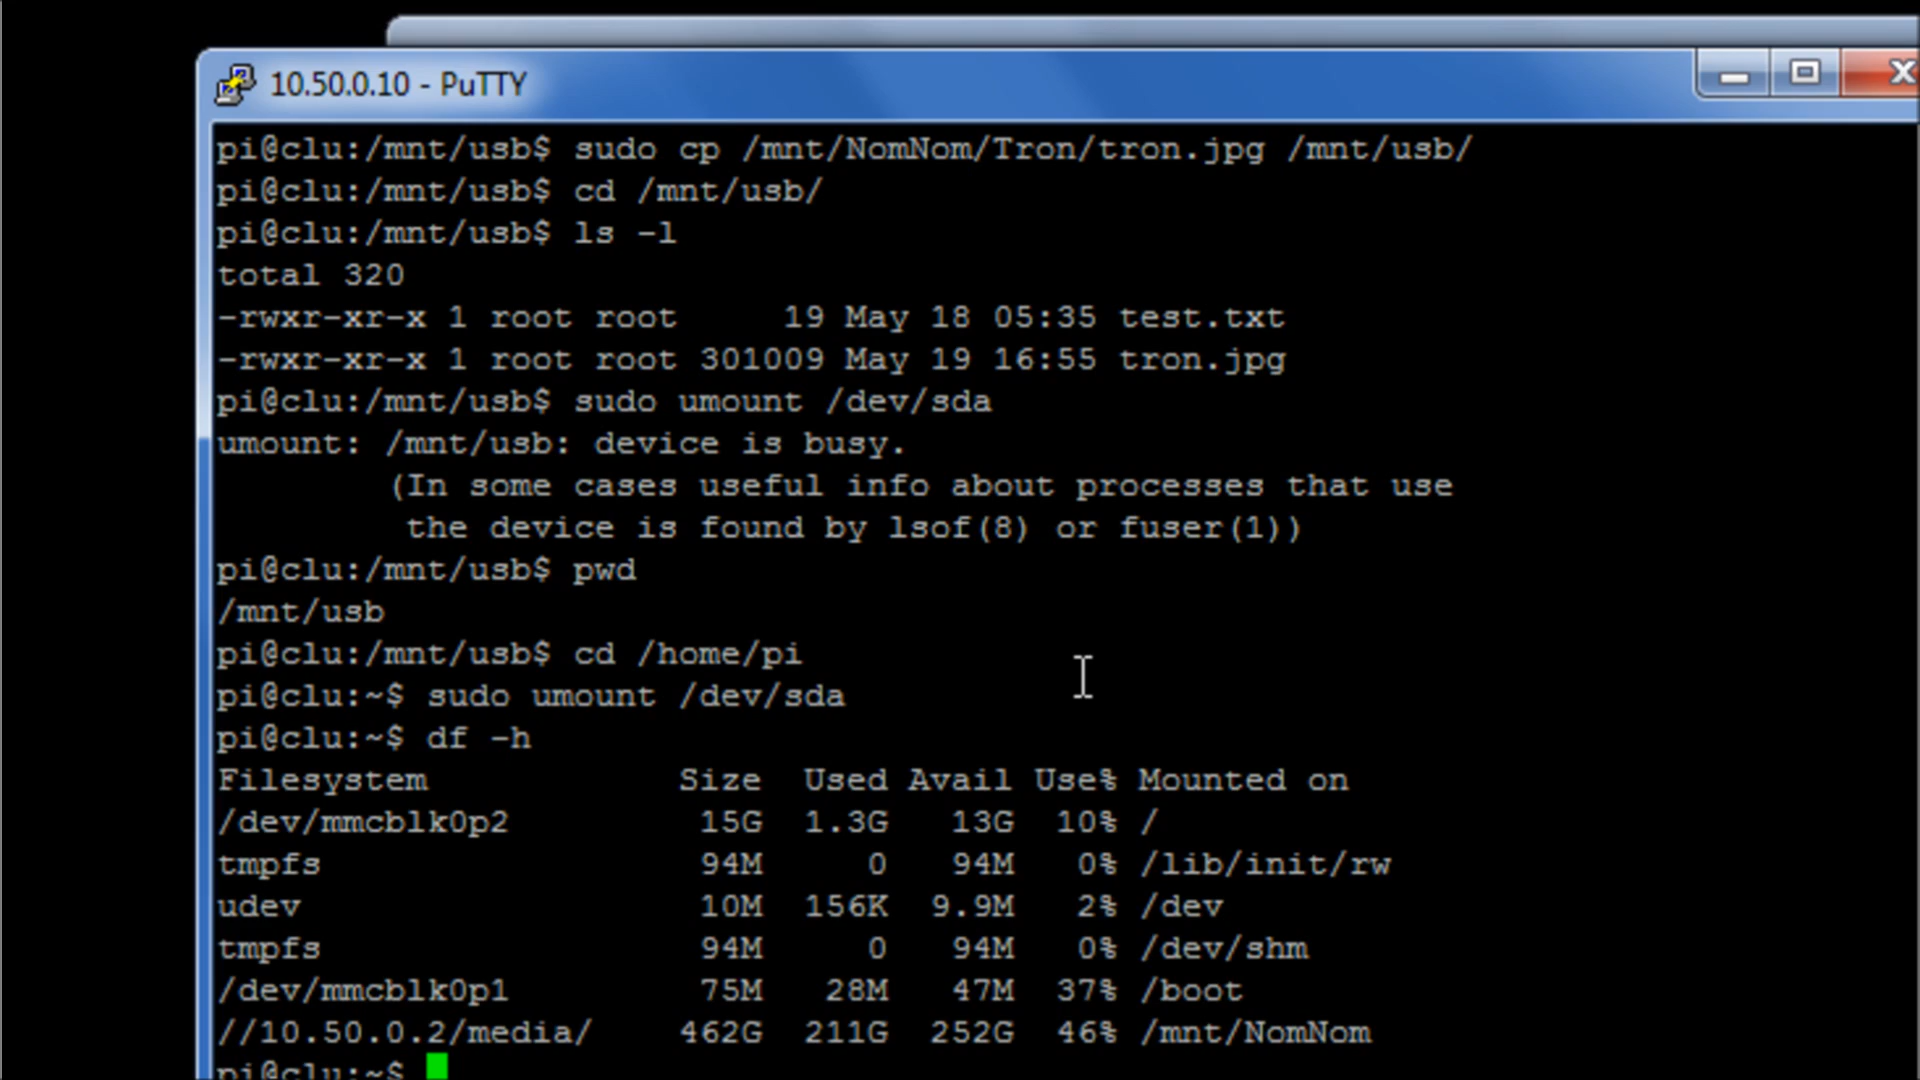 10.50.0.10 - PuTTY
pi@clu:/mnt/usb$ sudo cp /mnt/NomNom/Tron/tron.jpg /mnt/usb/
pi@clu:/mnt/usb$ cd /mnt/usb/
pi@clu:/mnt/usb$ ls -l
total 320
-rwxr-xr-x 1 root root     19 May 18 05:35 test.txt
-rwxr-xr-x 1 root root 301009 May 19 16:55 tron.jpg
pi@clu:/mnt/usb$ sudo umount /dev/sda
umount: /mnt/usb: device is busy.
        (In some cases useful info about processes that use
         the device is found by lsof(8) or fuser(1))
pi@clu:/mnt/usb$ pwd
/mnt/usb
pi@clu:/mnt/usb$ cd /home/pi
pi@clu:~$ sudo umount /dev/sda
pi@clu:~$ df -h
Filesystem            Size  Used Avail Use% Mounted on
/dev/mmcblk0p2         15G  1.3G   13G  10% /
tmpfs                  94M     0   94M   0% /lib/init/rw
udev                   10M  156K  9.9M   2% /dev
tmpfs                  94M     0   94M   0% /dev/shm
/dev/mmcblk0p1         75M   28M   47M  37% /boot
//10.50.0.2/media/    462G  211G  252G  46% /mnt/NomNom
pi@clu:~$